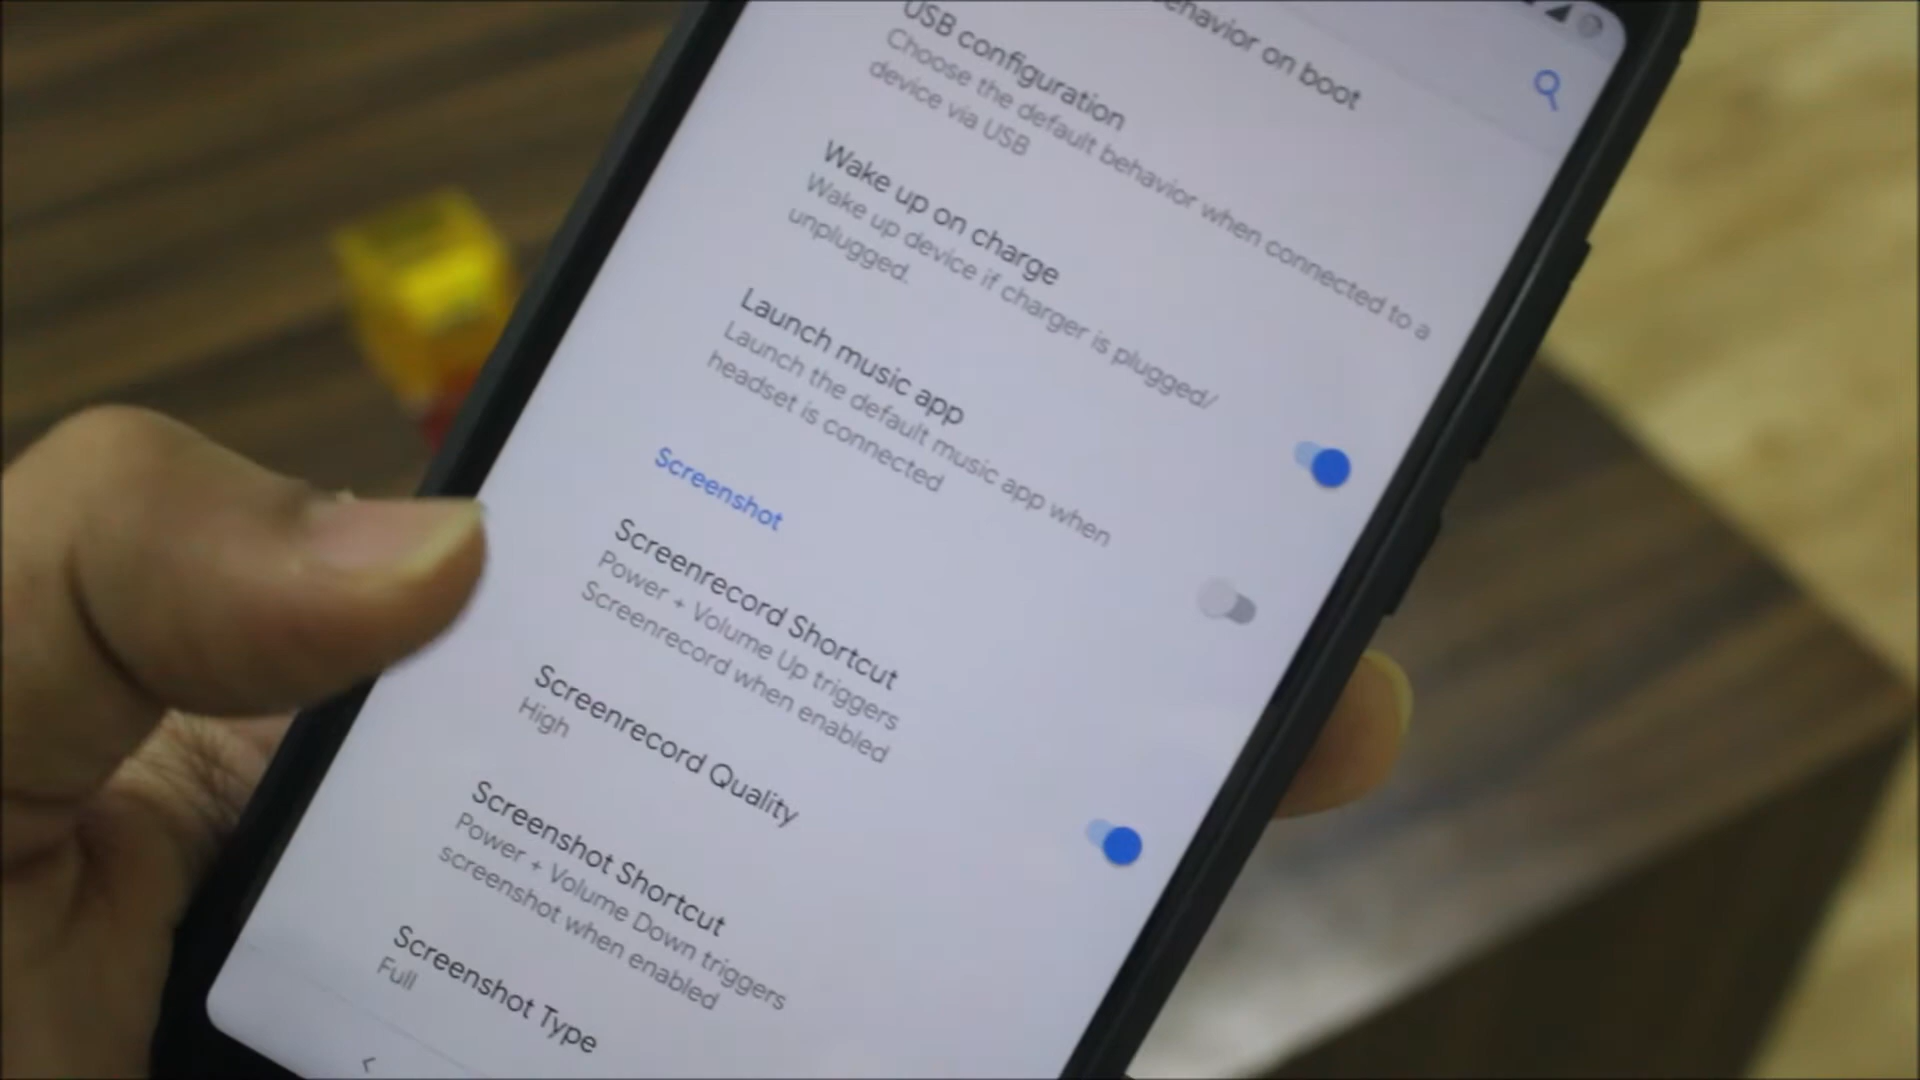 behavior on boot
USB configuration
Choose the default behavior when connected to a
device via USB
Wake up on charge
Wake up device if charger is plugged/
unplugged.
Launch music app
Launch the default music app when
headset is connected
Screenshot
Screenrecord Shortcut
Power + Volume Up triggers
Screenrecord when enabled
Screenrecord Quality
High
Screenshot Shortcut
Power + Volume Down triggers
screenshot when enabled
Screenshot Type
Full